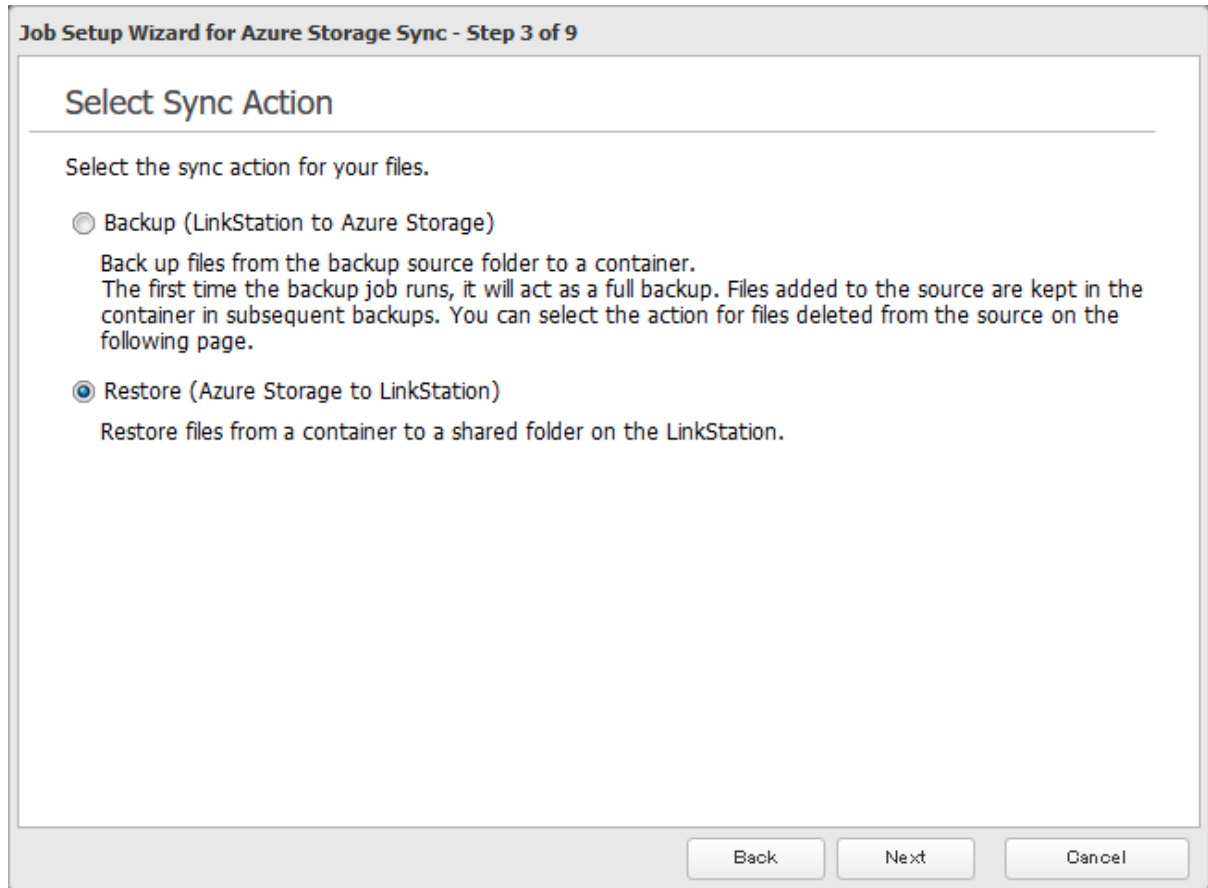 Job Setup Wizard for Azure Storage Sync - Step 3 of 9
Select Sync Action
Select the sync action for your files.
Backup (LinkStation to Azure Storage)
Back up files from the backup source folder to a container.
The first time the backup job runs, it will act as a full backup. Files added to the source are kept in the
container in subsequent backups. You can select the action for files deleted from the source on the
following page.
Restore (Azure Storage to LinkStation)
Restore files from a container to a shared folder on the LinkStation.
Back
Next
Cancel